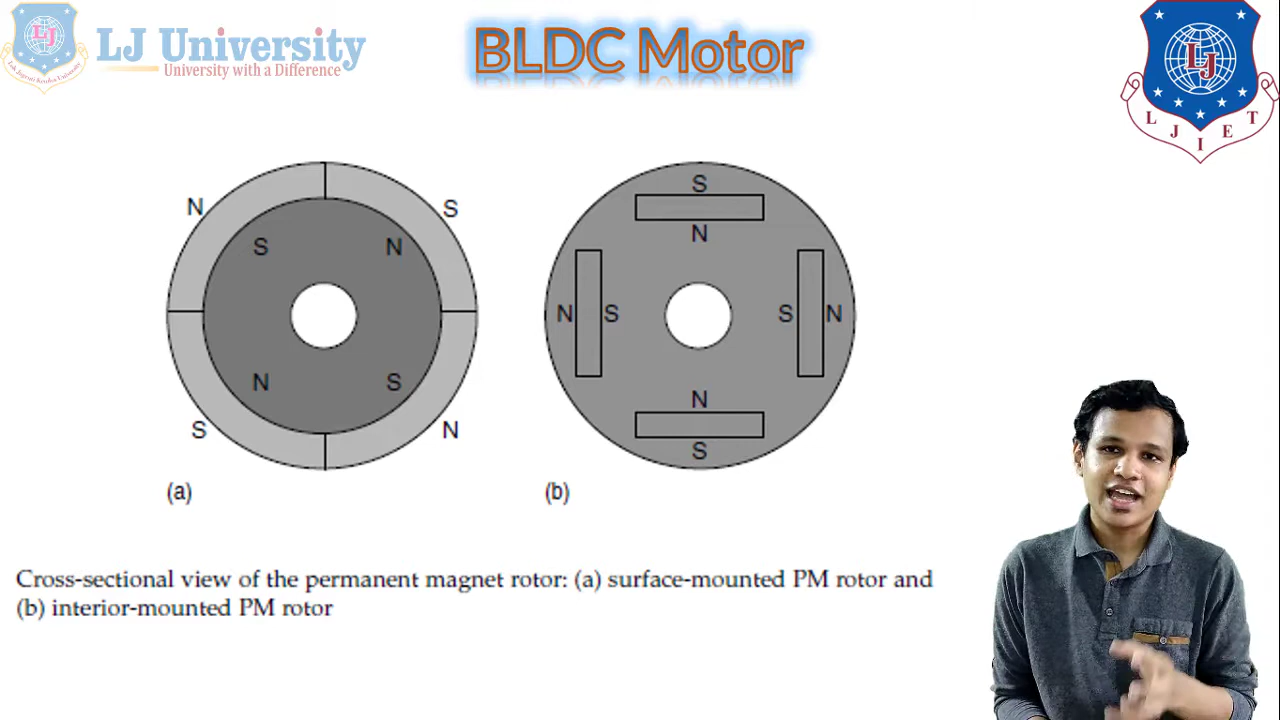 LJ University
University with a Difference
BLDC Motor
LJ
L J I E T
N S
S N
N S
S N
(a)
S
N
N S S N
N
S
(b)
Cross-sectional view of the permanent magnet rotor: (a) surface-mounted PM rotor and
(b) interior-mounted PM rotor